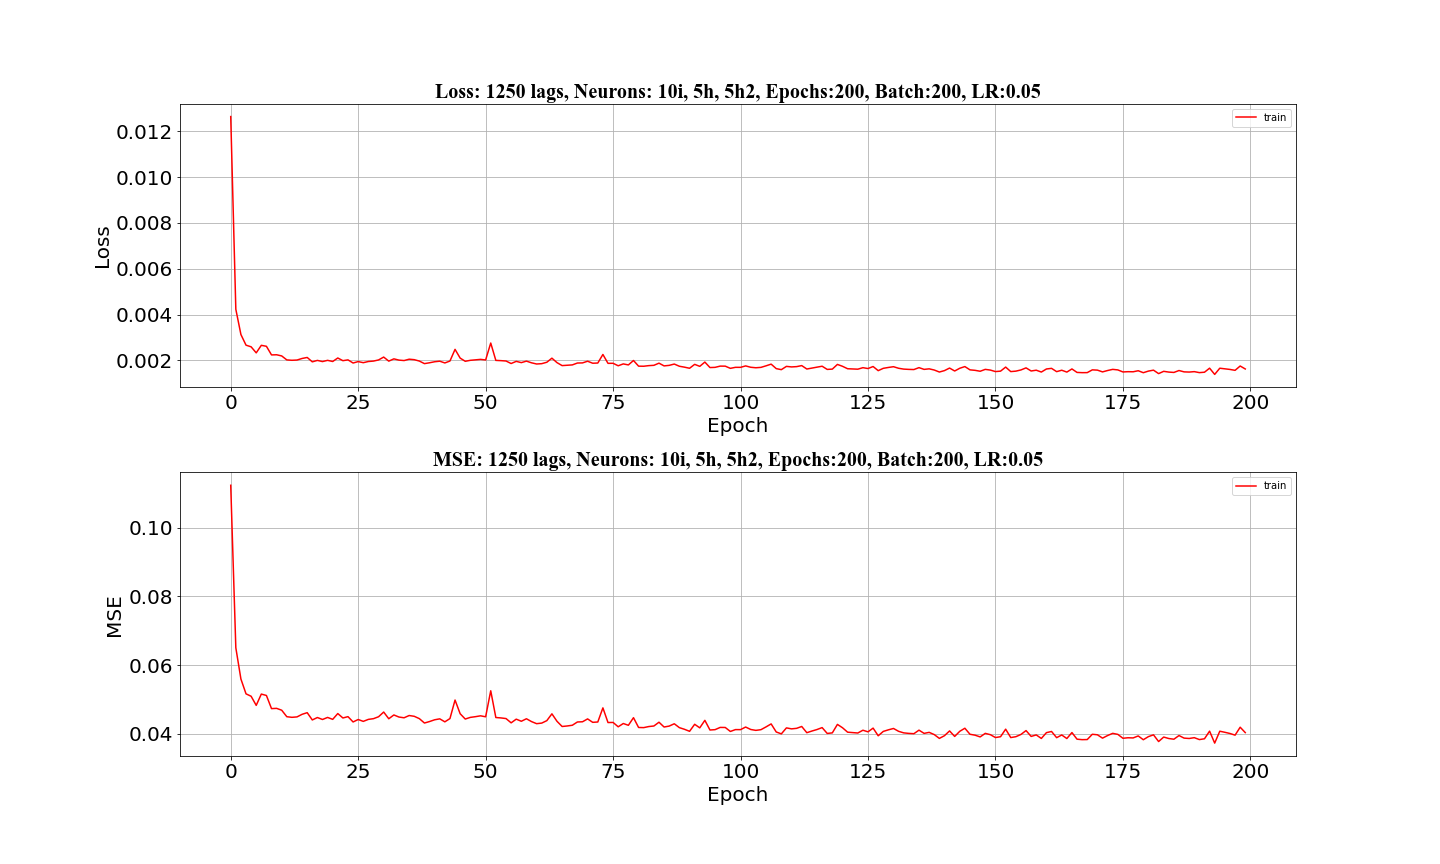 Loss: 1250 lags, Neurons: 10i, 5h, 5h2, Epochs:200, Batch:200, LR:0.05
train
0.012
0.010
0.008
0.006
0.004
0.002
Loss
0 25 50 75 100 125 150 175 200
Epoch
MSE: 1250 lags, Neurons: 10i, 5h, 5h2, Epochs:200, Batch:200, LR:0.05
train
0.10
0.08
0.06
0.04
MSE
0 25 50 75 100 125 150 175 200
Epoch